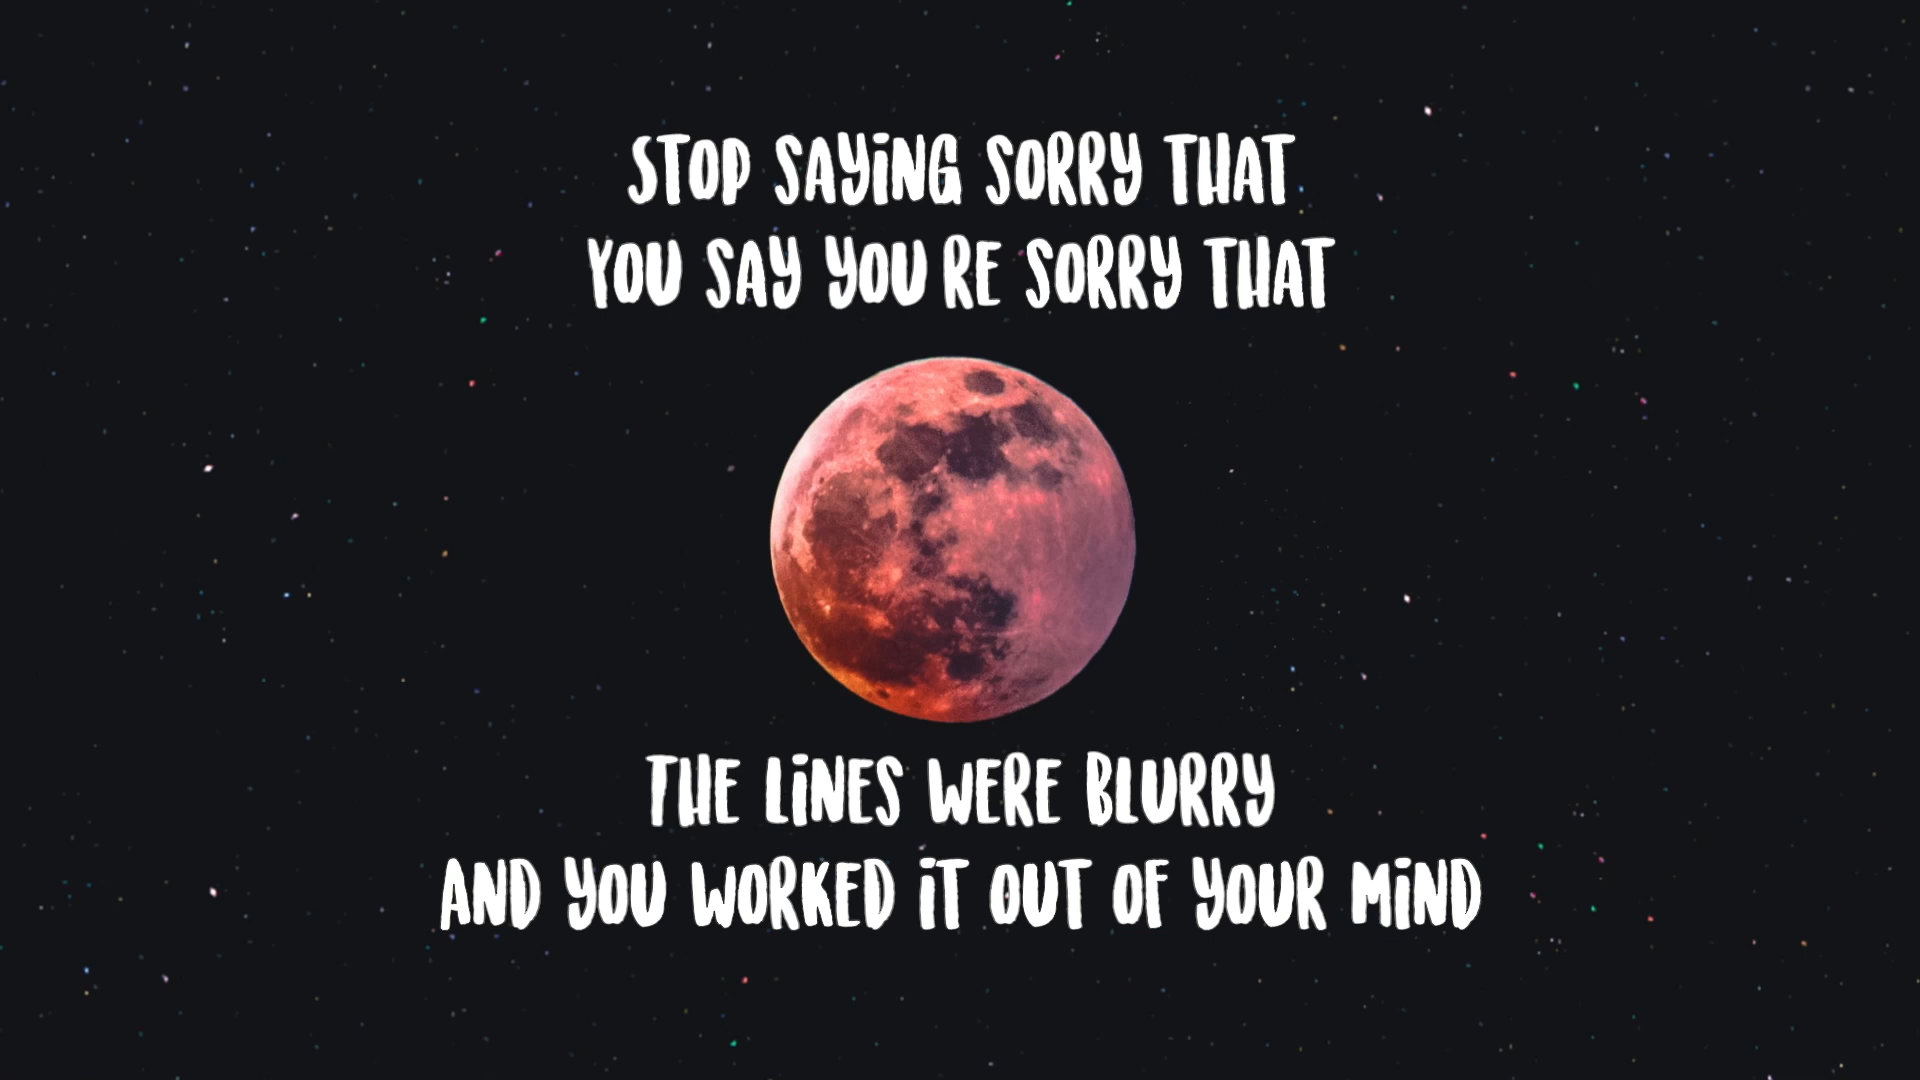 STOP SAYING SORRY THAT
YOU SAY YOU RE SORRY THAT
THE LINES WERE BLURRY
AND YOU WORKED IT OUT OF YOUR MIND